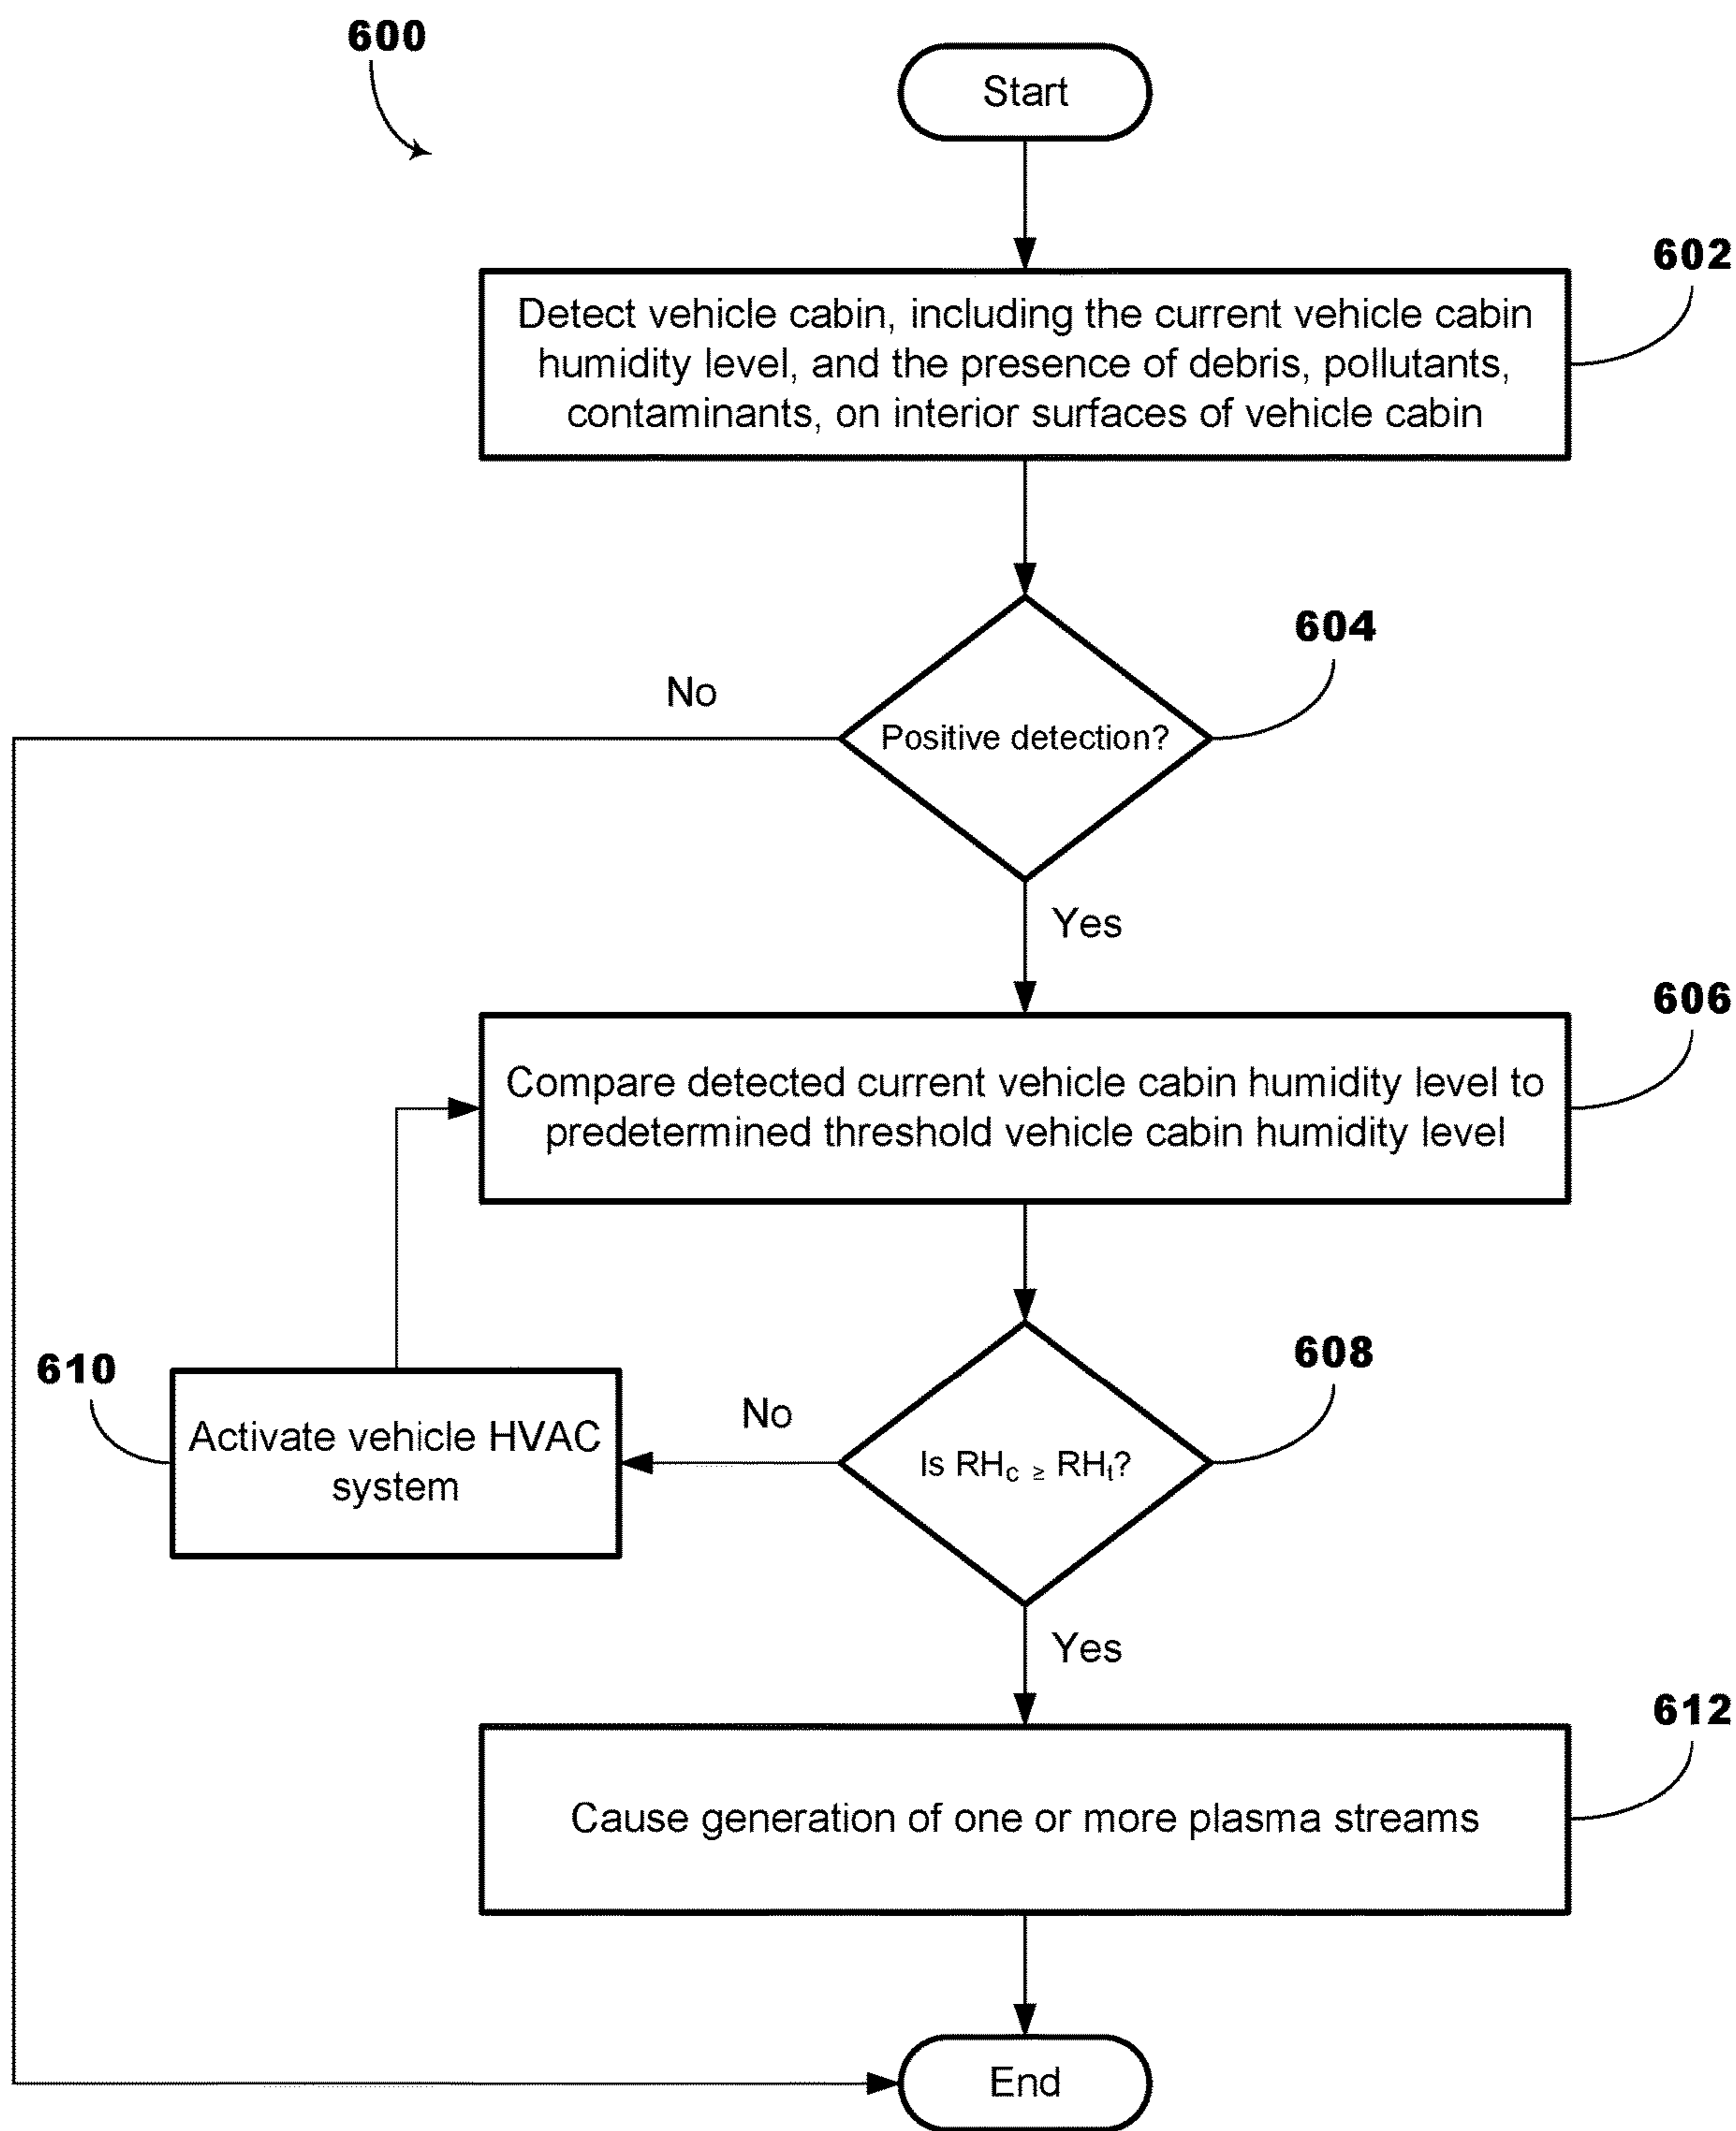 600
Start
602
Detect vehicle cabin, including the current vehicle cabin
humidity level, and the presence of debris, pollutants,
contaminants, on interior surfaces of vehicle cabin
604
No
Positive detection?
Yes
606
Compare detected current vehicle cabin humidity level to
predetermined threshold vehicle cabin humidity level
610
608
Activate vehicle HVAC
system
No
Is RHc ≥ RHt?
Yes
612
Cause generation of one or more plasma streams
End